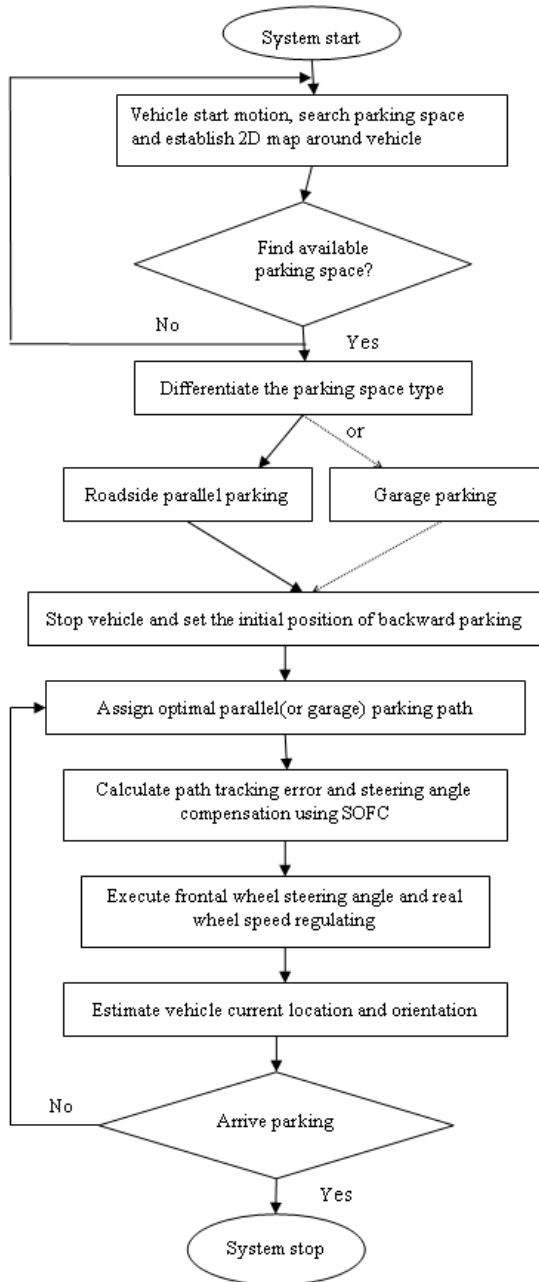 System start
Vehicle start motion, search parking space
and establish 2D map around vehicle
Find available
parking space?
No
Yes
Differentiate the parking space type
or
Roadside parallel parking
Garage parking
Stop vehicle and set the initial position of backward parking
Assign optimal parallel(or garage) parking path
Calculate path tracking error and steering angle
compensation using SOFC
Execute frontal wheel steering angle and real
wheel speed regulating
Estimate vehicle current location and orientation
No
Arrive parking
Yes
System stop